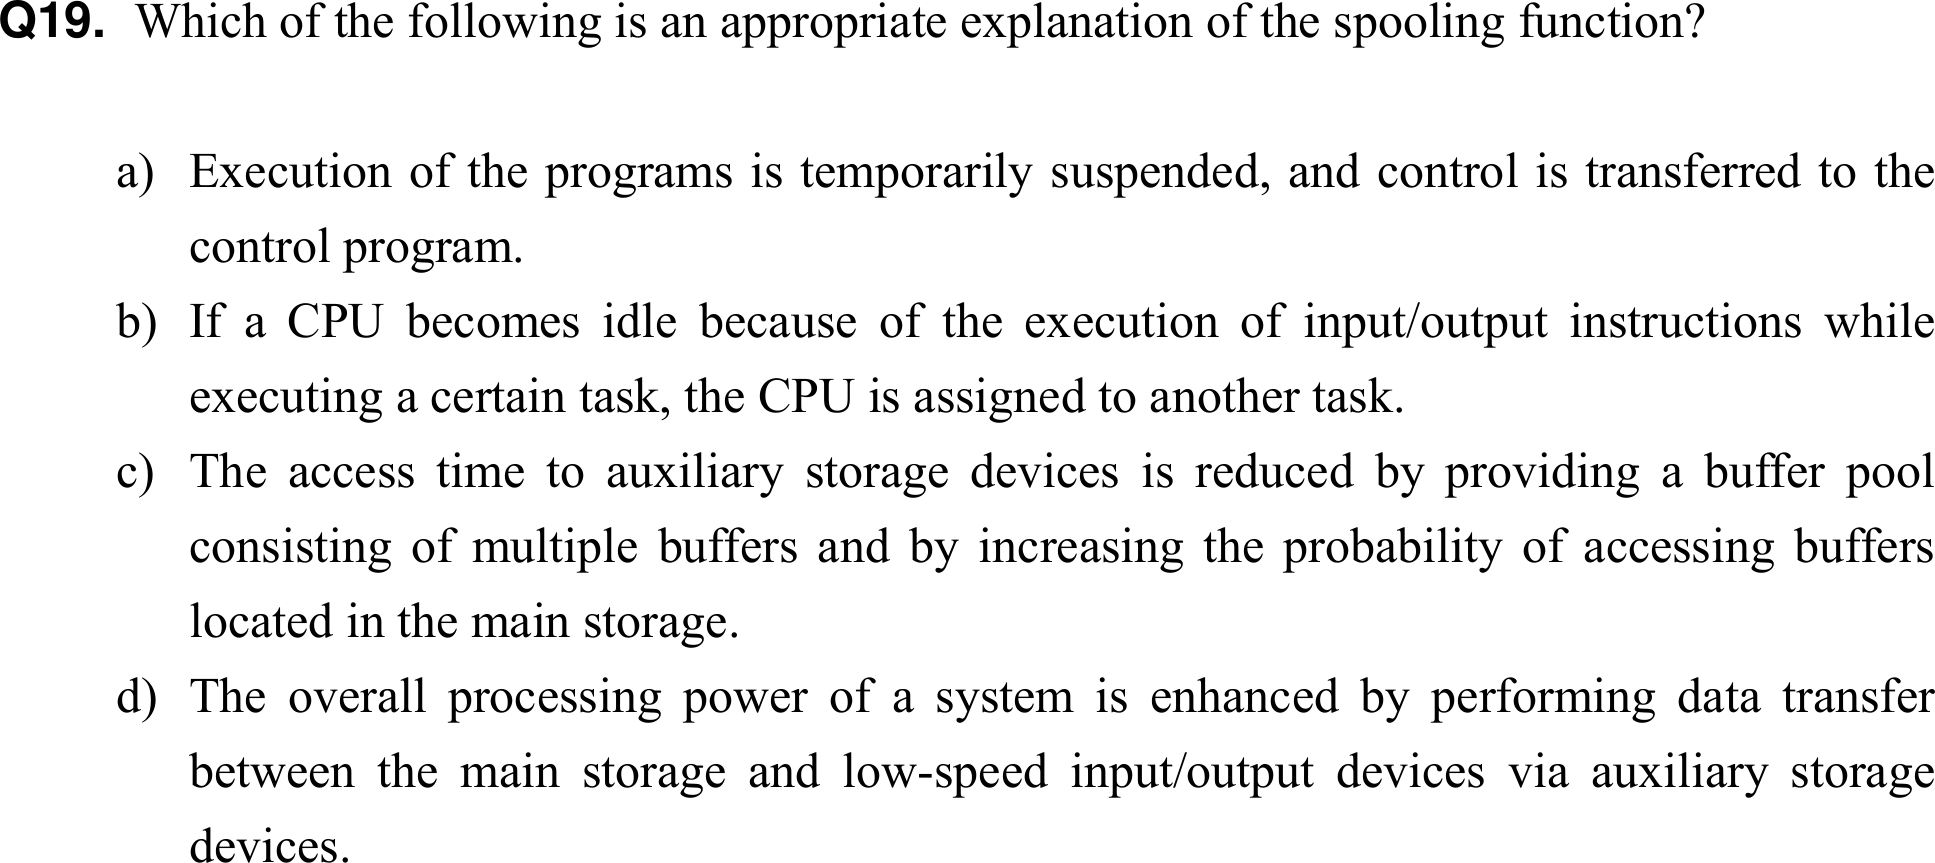 Q19. Which of the following is an appropriate explanation of the spooling function?
a) Execution of the programs is temporarily suspended, and control is transferred to the
control program.
b) If a CPU becomes idle because of the execution of input/output instructions while
executing a certain task, the CPU is assigned to another task.
c) The access time to auxiliary storage devices is reduced by providing a buffer pool
consisting of multiple buffers and by increasing the probability of accessing buffers
located in the main storage.
d) The overall processing power of a system is enhanced by performing data transfer
between the main storage and low-speed input/output devices via auxiliary storage
devices.